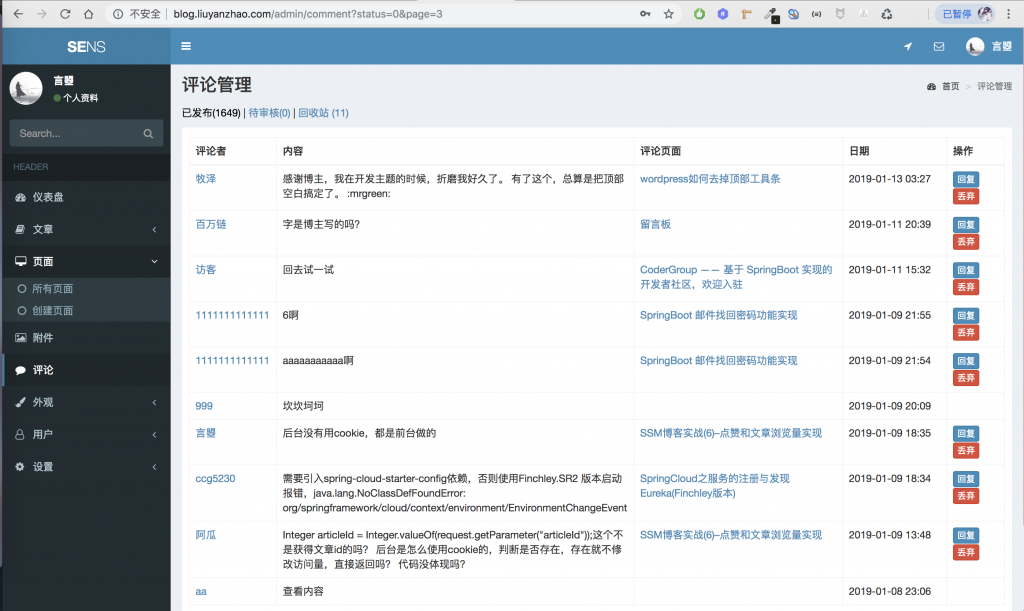 不安全 blog.liuyanzhao.com/admin/comment?status=0&page=3 已暂停
SENS
言曌
言曌
个人资料
Search...
HEADER
仪表盘
文章
页面
所有页面
创建页面
附件
评论
外观
用户
设置
评论管理
首页 > 评论管理
已发布(1649) | 待审核(0) | 回收站 (11)
评论者 内容 评论页面 日期 操作
牧泽 感谢博主，我在开发主题的时候，折磨我好久了。 有了这个，总算是把顶部 wordpress如何去掉顶部工具条 2019-01-13 03:27 回复
空白搞定了。 :mrgreen: 丢弃
百万链 字是博主写的吗? 留言板 2019-01-11 20:39 回复
丢弃
访客 回去试一试 CoderGroup —— 基于 SpringBoot 实现的 2019-01-11 15:32 回复
开发者社区，欢迎入驻 丢弃
1111111111111 6啊 SpringBoot 邮件找回密码功能实现 2019-01-09 21:55 回复
丢弃
1111111111111 aaaaaaaaaaa啊 SpringBoot 邮件找回密码功能实现 2019-01-09 21:54 回复
丢弃
999 坎坎坷坷 2019-01-09 20:09
言曌 后台没有用cookie，都是前台做的 SSM博客实战(6)–点赞和文章浏览量实现 2019-01-09 18:35 回复
丢弃
ccg5230 需要引入spring-cloud-starter-config依赖，否则使用Finchley.SR2 版本启动 SpringCloud之服务的注册与发现 2019-01-09 18:34 回复
报错，java.lang.NoClassDefFoundError: Eureka(Finchley版本) 丢弃
org/springframework/cloud/context/environment/EnvironmentChangeEvent
阿瓜 Integer articleId = Integer.valueOf(request.getParameter("articleId"));这个不 SSM博客实战(6)–点赞和文章浏览量实现 2019-01-09 13:48 回复
是获得文章id的吗? 后台是怎么使用cookie的，判断是否存在，存在就不修 丢弃
改访问量，直接返回吗? 代码没体现吗?
aa 查看内容 2019-01-08 23:06